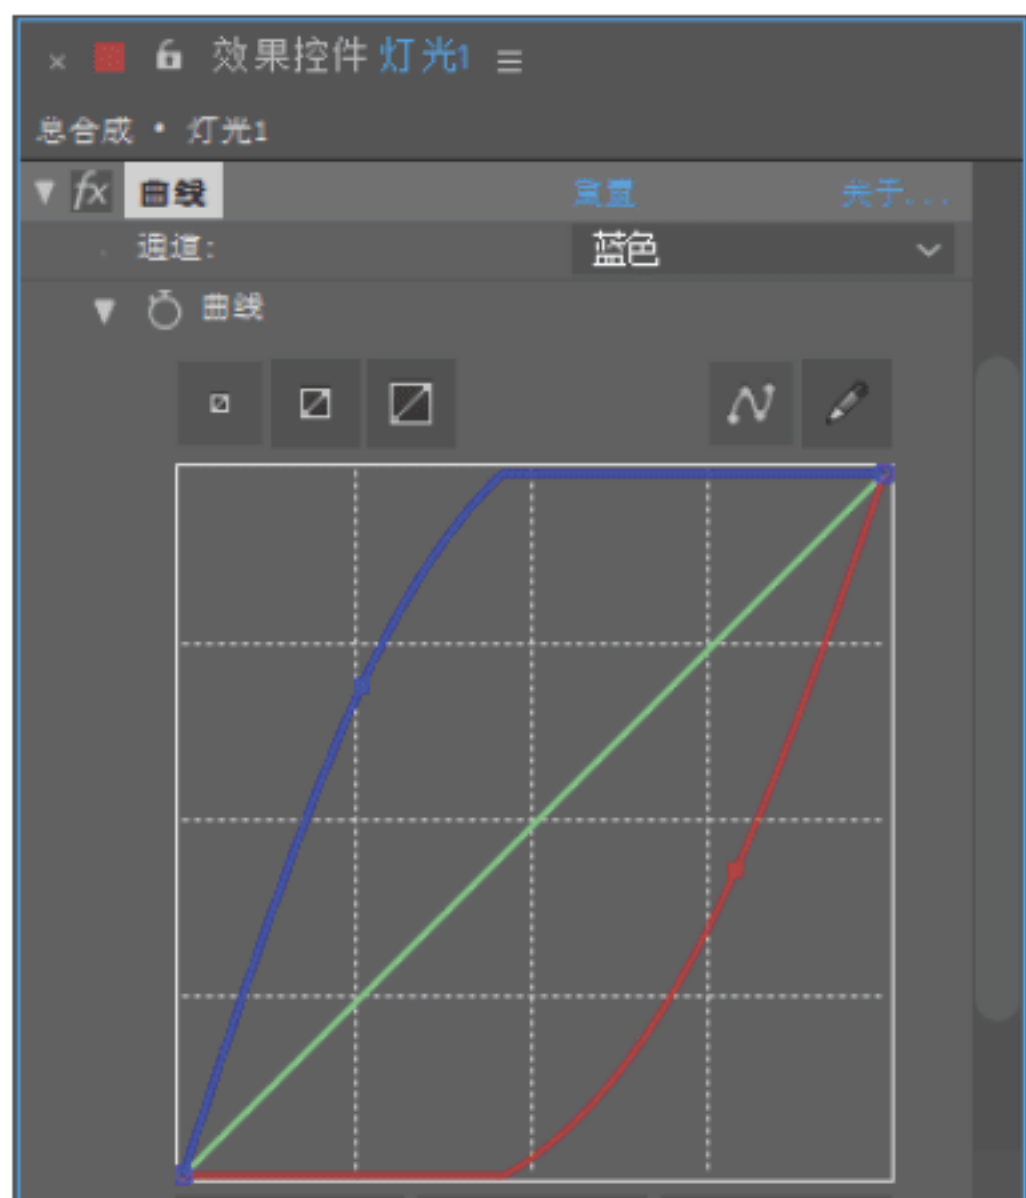 × 效果控件 灯光1 ≡
总合成 • 灯光1
fx 曲线 重置 关于...
通道: 蓝色
曲线